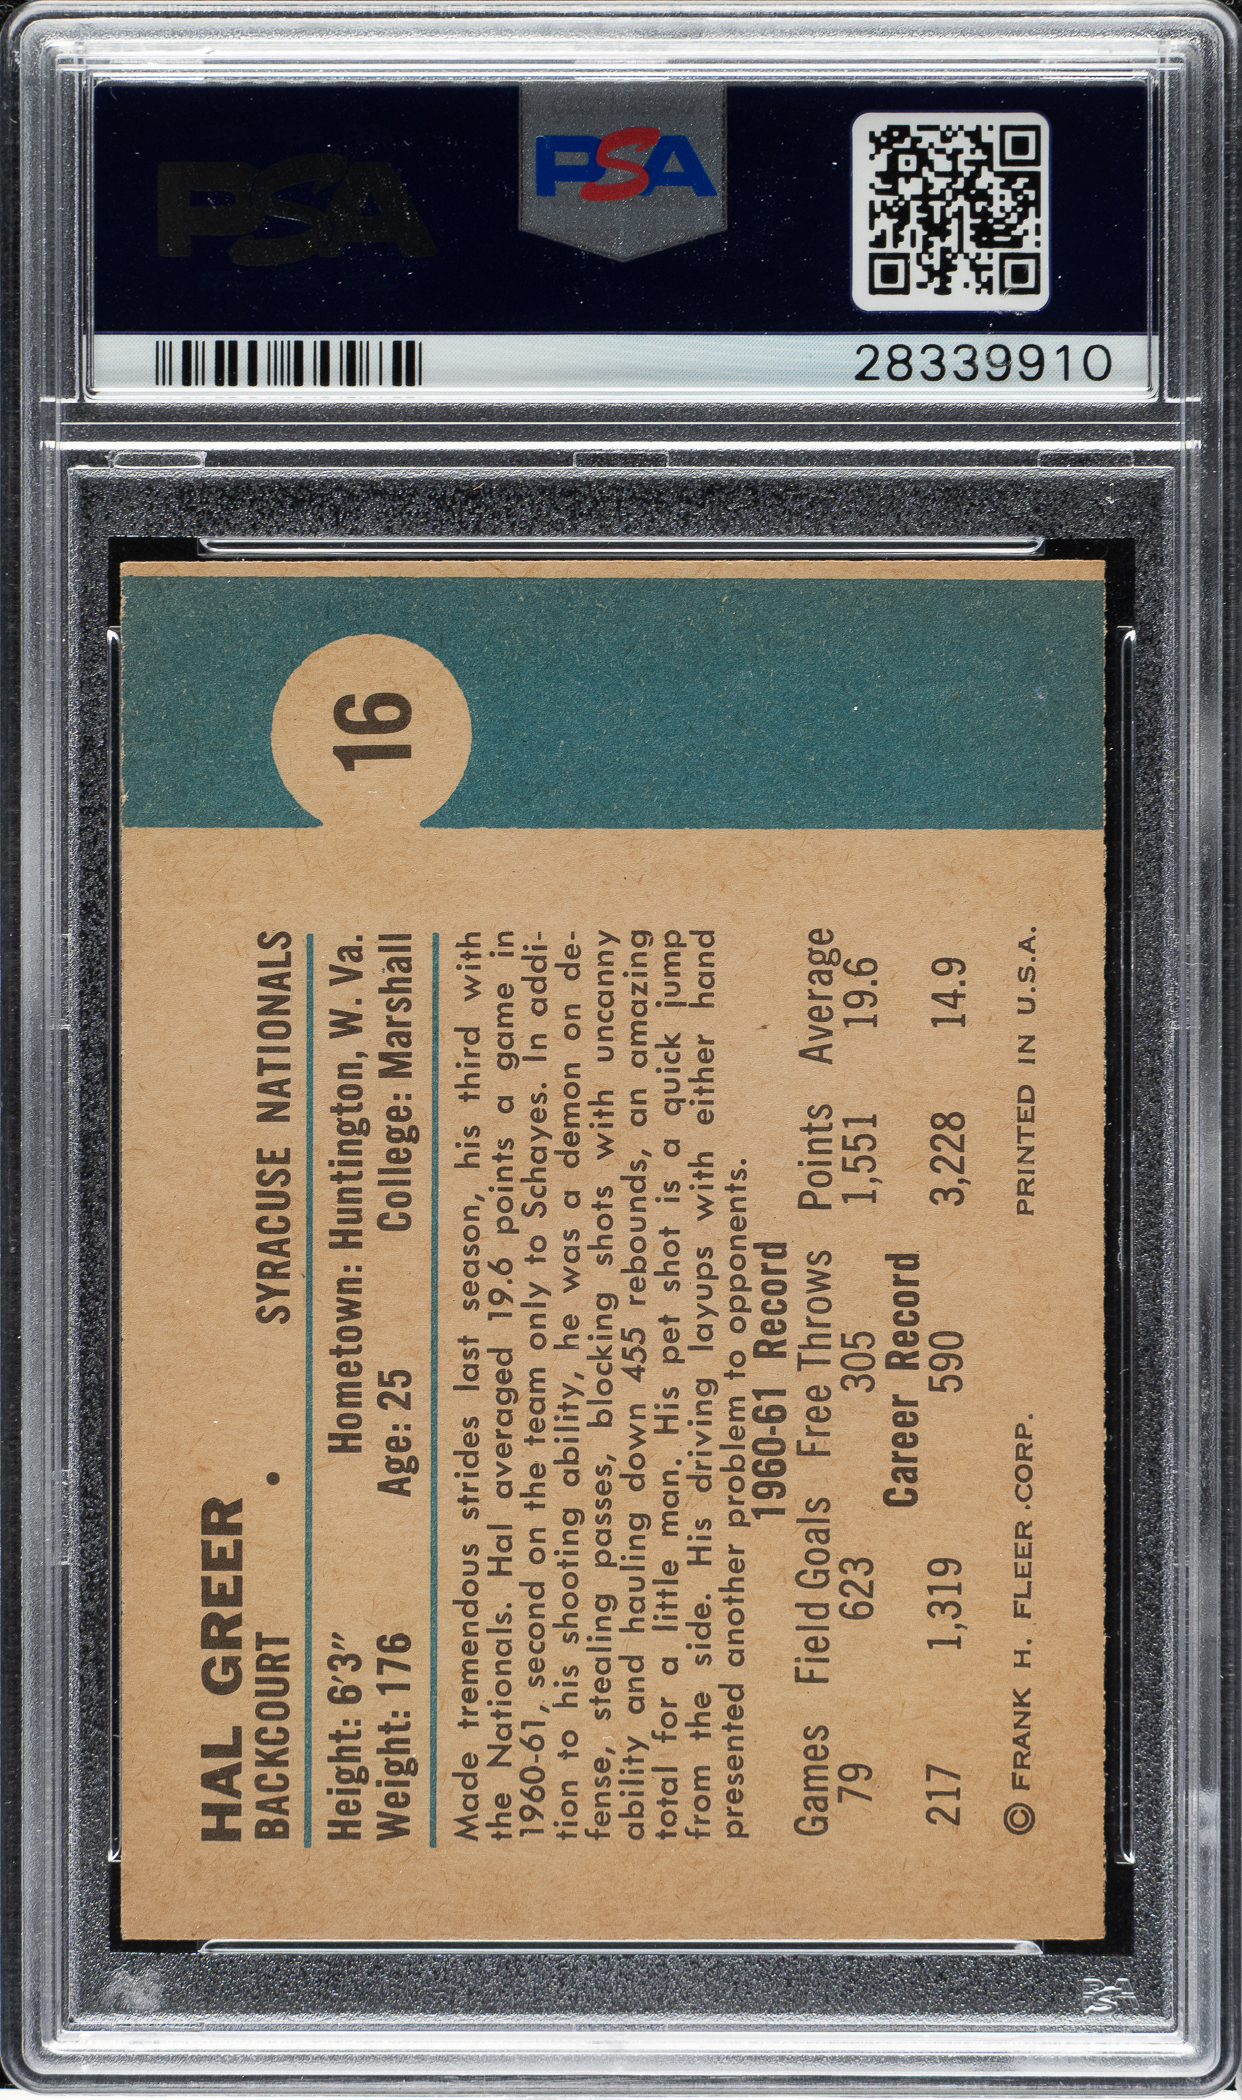 PSA
PSA
28339910
16
HAL GREER
BACKCOURT • SYRACUSE NATIONALS
Height: 6'3" Hometown: Huntington, W. Va.
Weight: 176 Age: 25 College: Marshall
Made tremendous strides last season, his third with
the Nationals. Hal averaged 19.6 points a game in
1960-61, second on the team only to Schayes. In addi-
tion to his shooting ability, he was a demon on de-
fense, stealing passes, blocking shots with uncanny
ability and hauling down 455 rebounds, an amazing
total for a little man. His pet shot is a quick jump
from the side. His driving layups with either hand
presented another problem to opponents.
1960-61 Record
Games Field Goals Free Throws Points Average
79 623 305 1,551 19.6
Career Record
217 1,319 590 3,228 14.9
© FRANK H. FLEER CORP. PRINTED IN U.S.A.
PSA